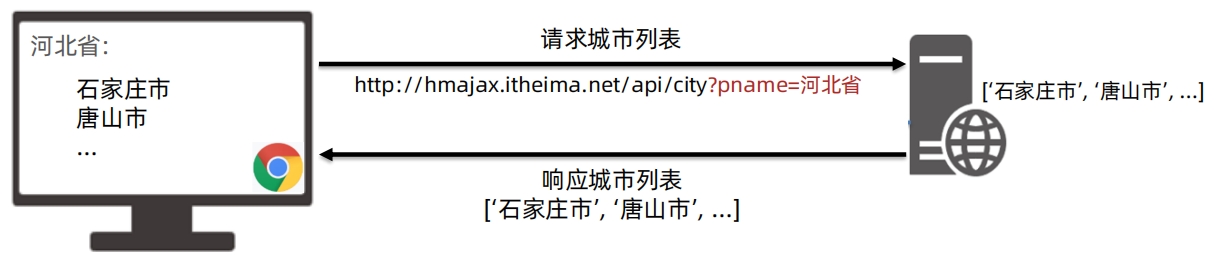 河北省:
石家庄市
唐山市
...
请求城市列表
http://hmajax.itheima.net/api/city?pname=河北省
['石家庄市', '唐山市', ...]
响应城市列表
['石家庄市', '唐山市', ...]